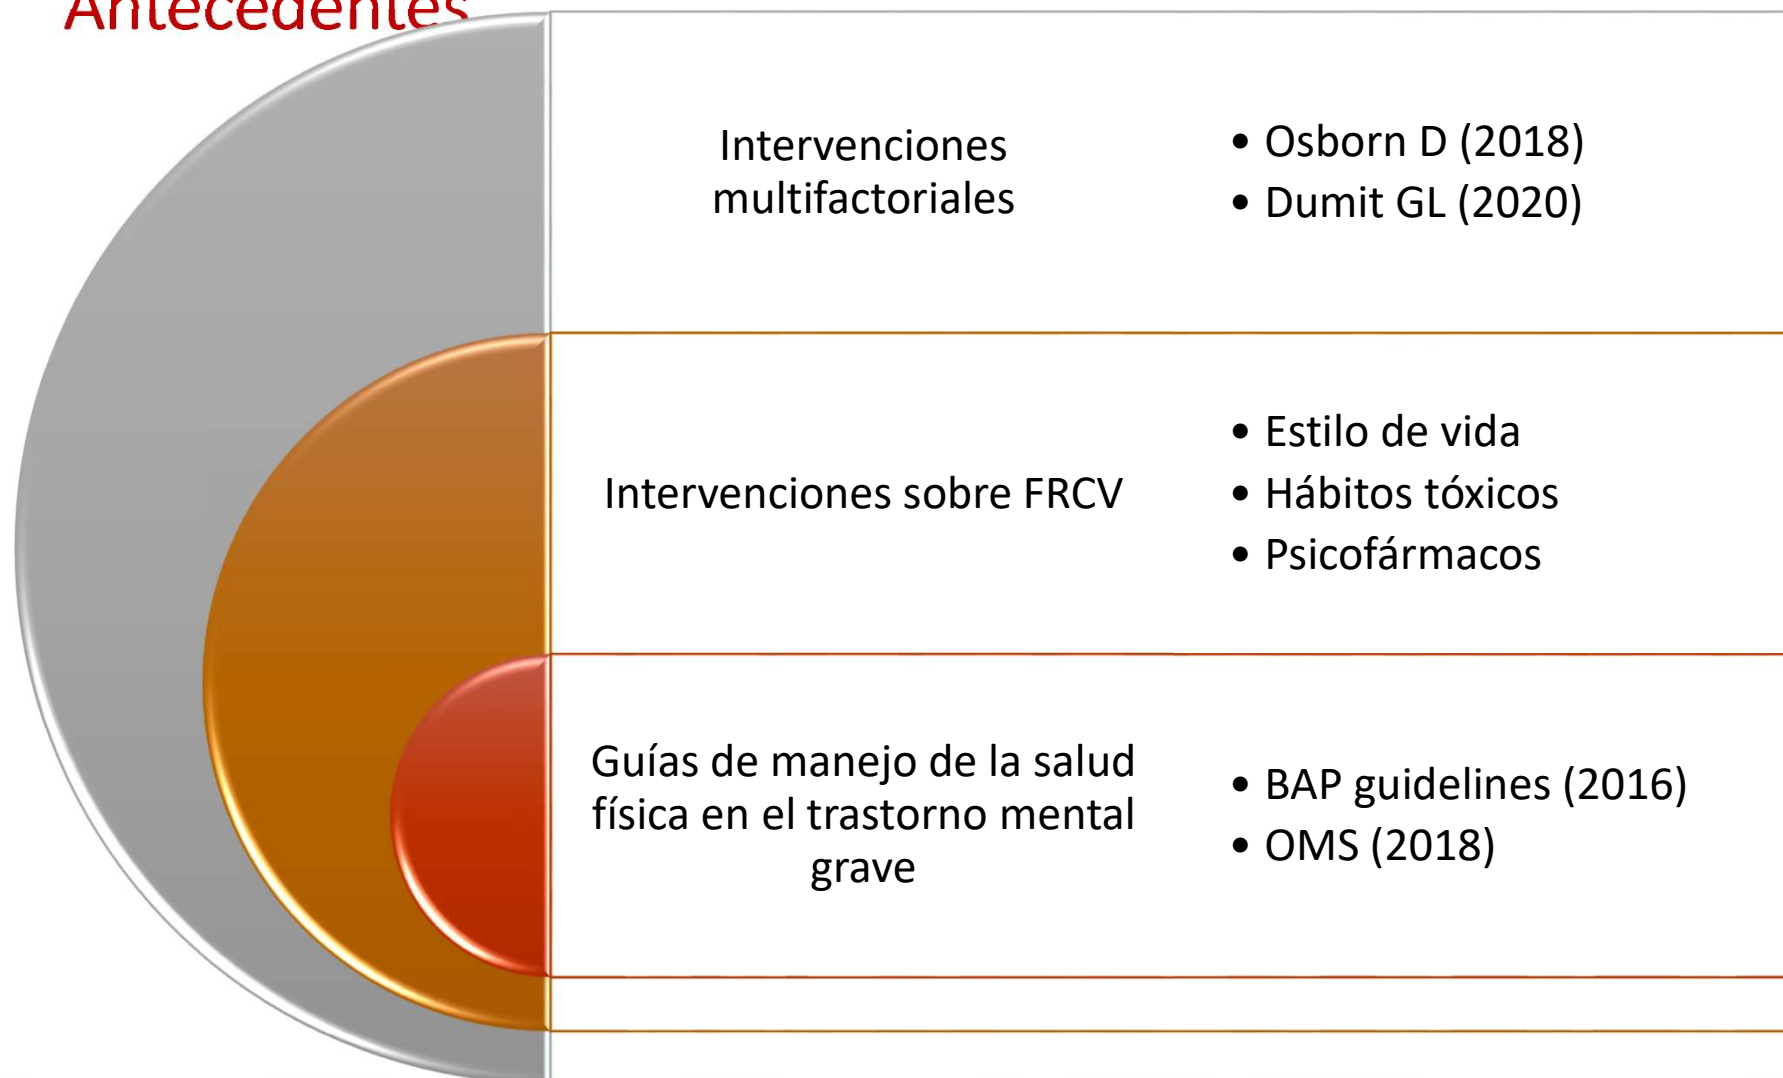 Antecedentes
Intervenciones
multifactoriales
• Osborn D (2018)
• Dumit GL (2020)
Intervenciones sobre FRCV
• Estilo de vida
• Hábitos tóxicos
• Psicofármacos
Guías de manejo de la salud
física en el trastorno mental
grave
• BAP guidelines (2016)
• OMS (2018)